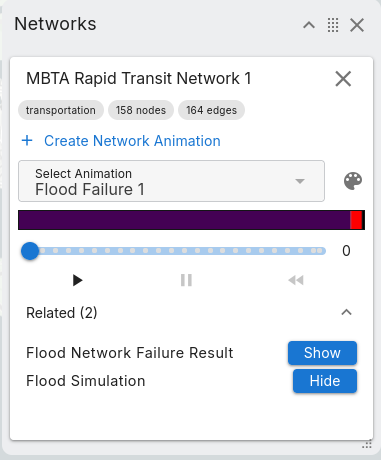 Networks
MBTA Rapid Transit Network 1
transportation 158 nodes 164 edges
+ Create Network Animation
Select Animation
Flood Failure 1
0
Related (2)
Flood Network Failure Result Show
Flood Simulation Hide